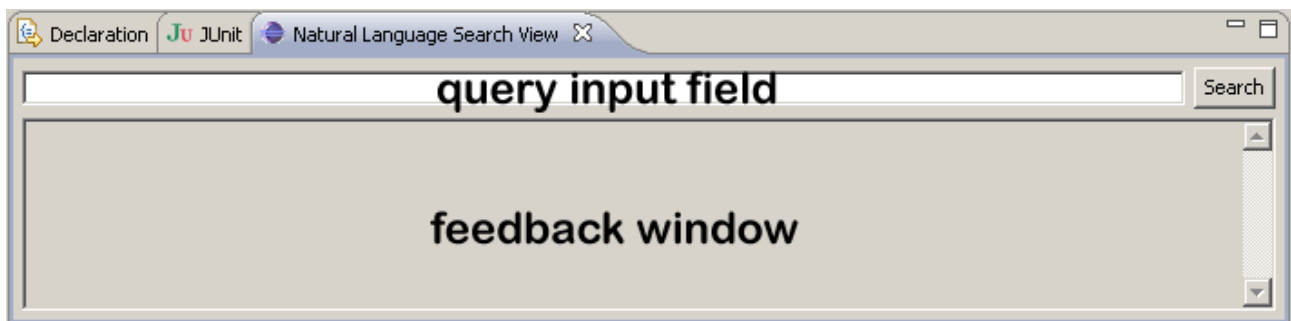 Declaration JUnit Natural Language Search View
query input field Search
feedback window